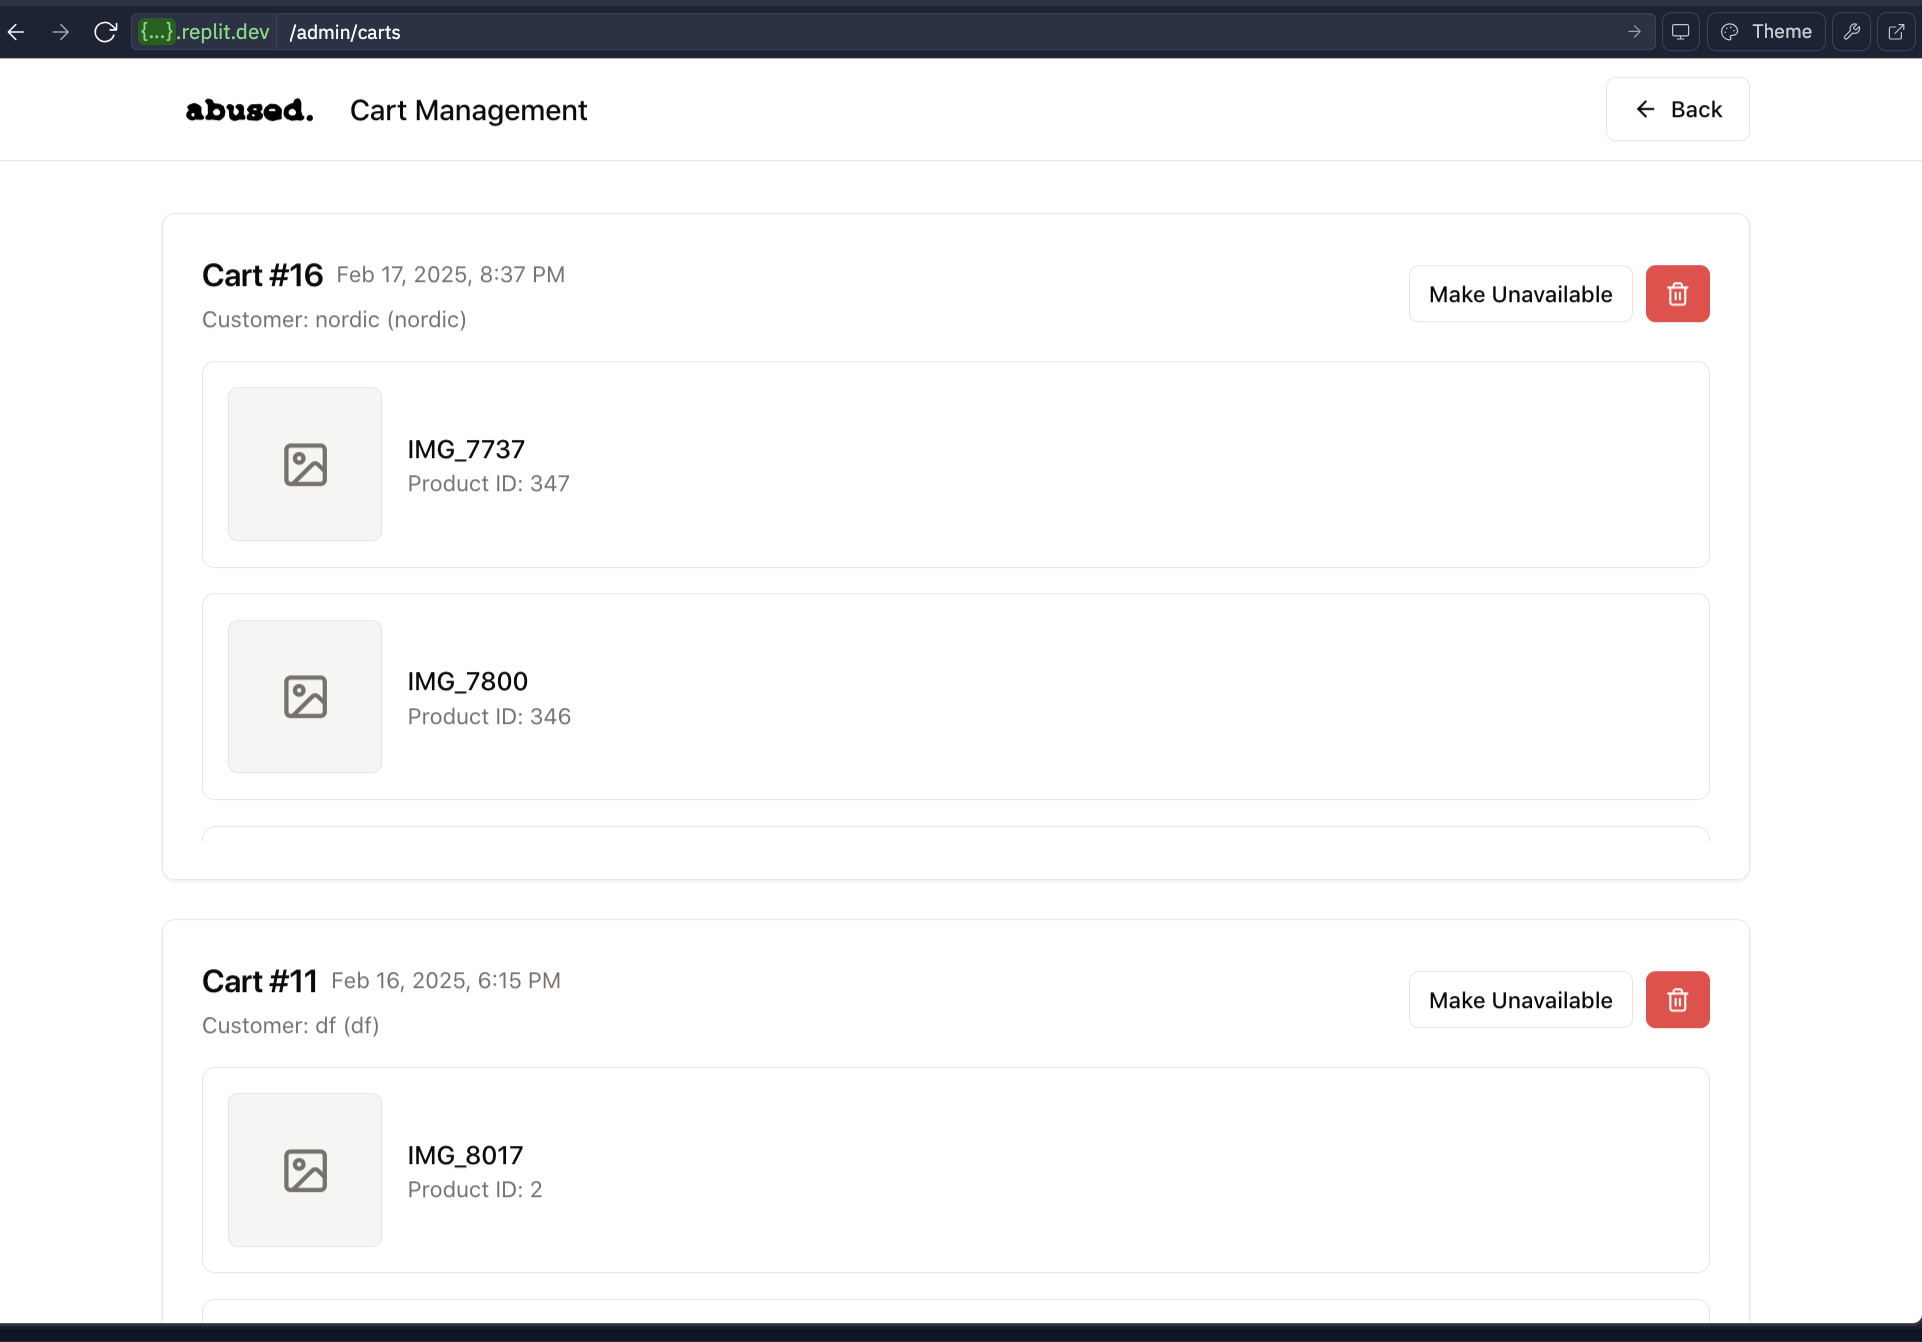 {...}.replit.dev /admin/carts Theme
abused. Cart Management Back
Cart #16 Feb 17, 2025, 8:37 PM
Customer: nordic (nordic)
Make Unavailable
IMG_7737
Product ID: 347
IMG_7800
Product ID: 346
Cart #11 Feb 16, 2025, 6:15 PM
Customer: df (df)
Make Unavailable
IMG_8017
Product ID: 2